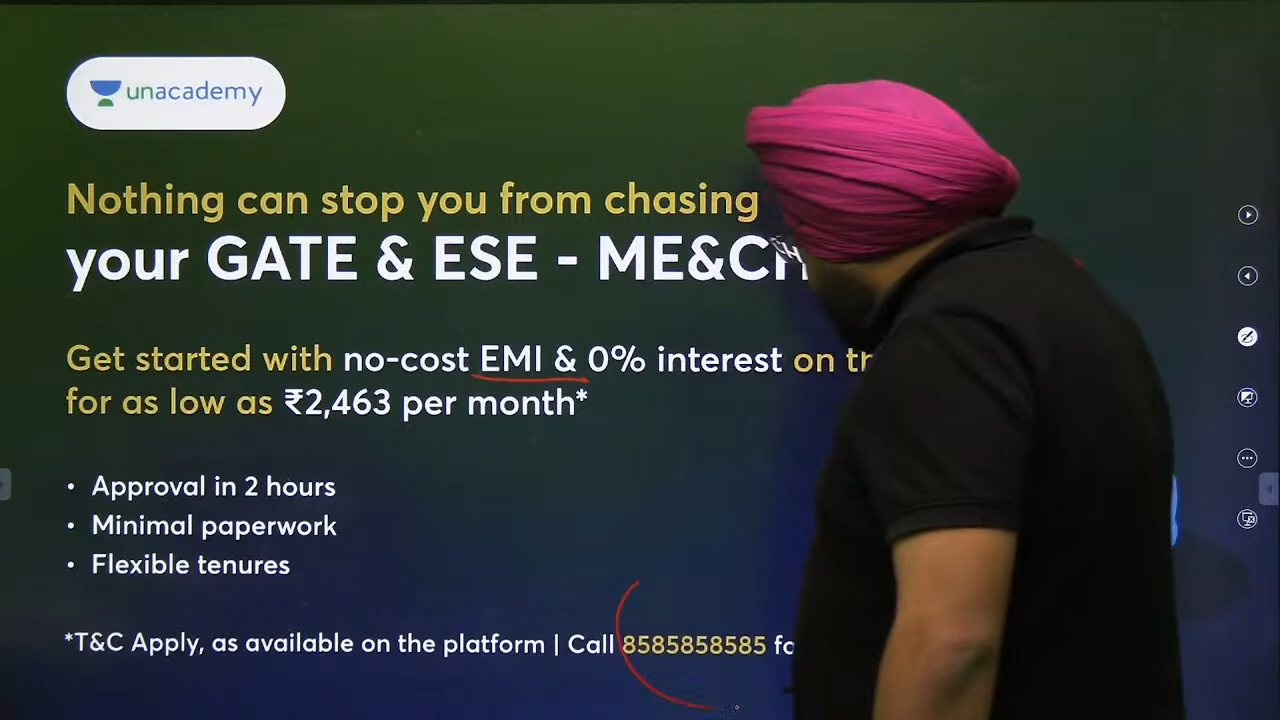 unacademy
Nothing can stop you from chasing
your GATE & ESE - ME&CH
Get started with no-cost EMI & 0% interest on
for as low as ₹2,463 per month*
• Approval in 2 hours
• Minimal paperwork
• Flexible tenures
*T&C Apply, as available on the platform | Call 8585858585